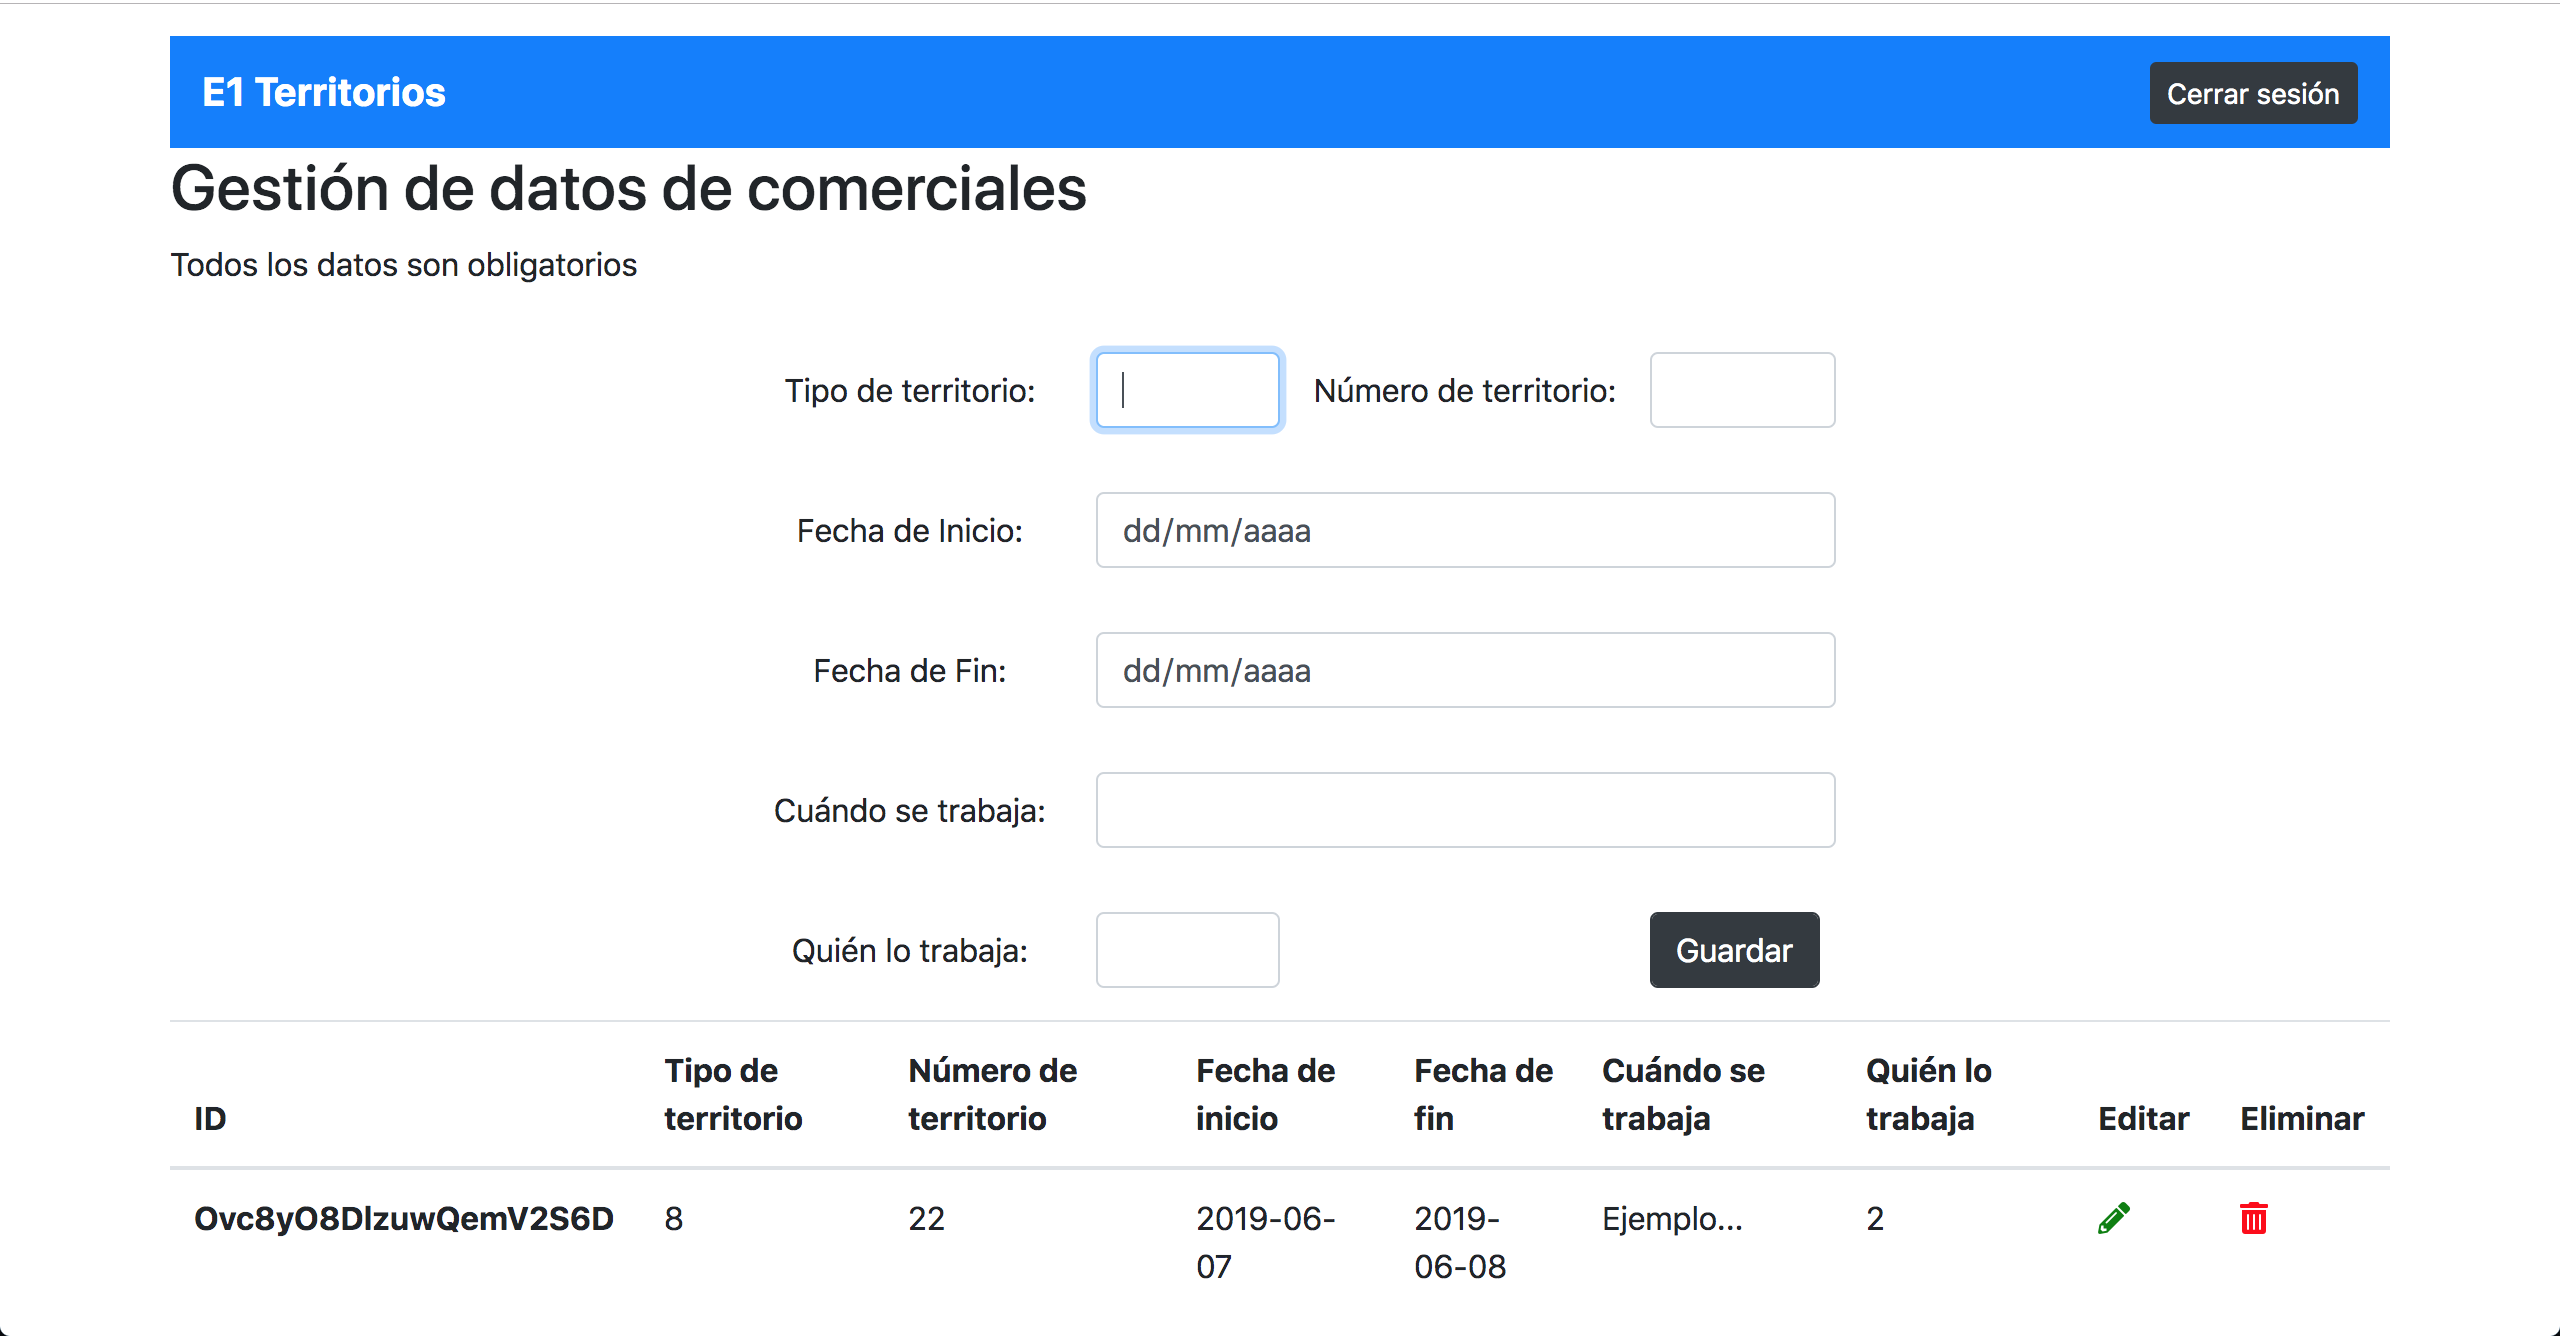 E1 Territorios
Cerrar sesión
Gestión de datos de comerciales
Todos los datos son obligatorios
Tipo de territorio:
Número de territorio:
Fecha de Inicio:
dd/mm/aaaa
Fecha de Fin:
dd/mm/aaaa
Cuándo se trabaja:
Quién lo trabaja:
Guardar
ID
Tipo de
territorio
Número de
territorio
Fecha de
inicio
Fecha de
fin
Cuándo se
trabaja
Quién lo
trabaja
Editar
Eliminar
Ovc8yO8DlzuwQemV2S6D
8
22
2019-06-
07
2019-
06-08
Ejemplo...
2